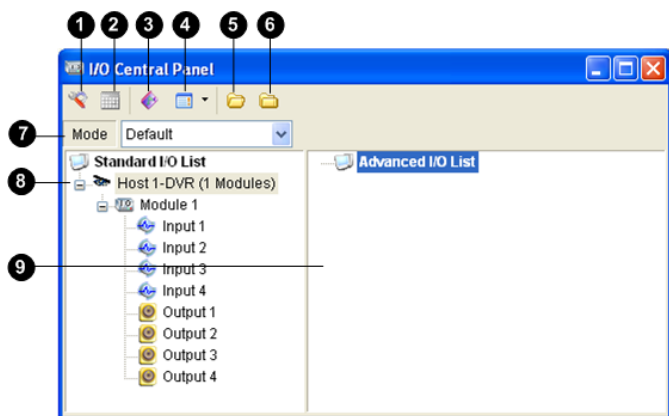 1 2 3 4 5 6
I/O Central Panel
7 Mode Default
Standard I/O List
Advanced I/O List
8 Host 1-DVR (1 Modules)
Module 1
Input 1
Input 2
9 Input 3
Input 4
Output 1
Output 2
Output 3
Output 4